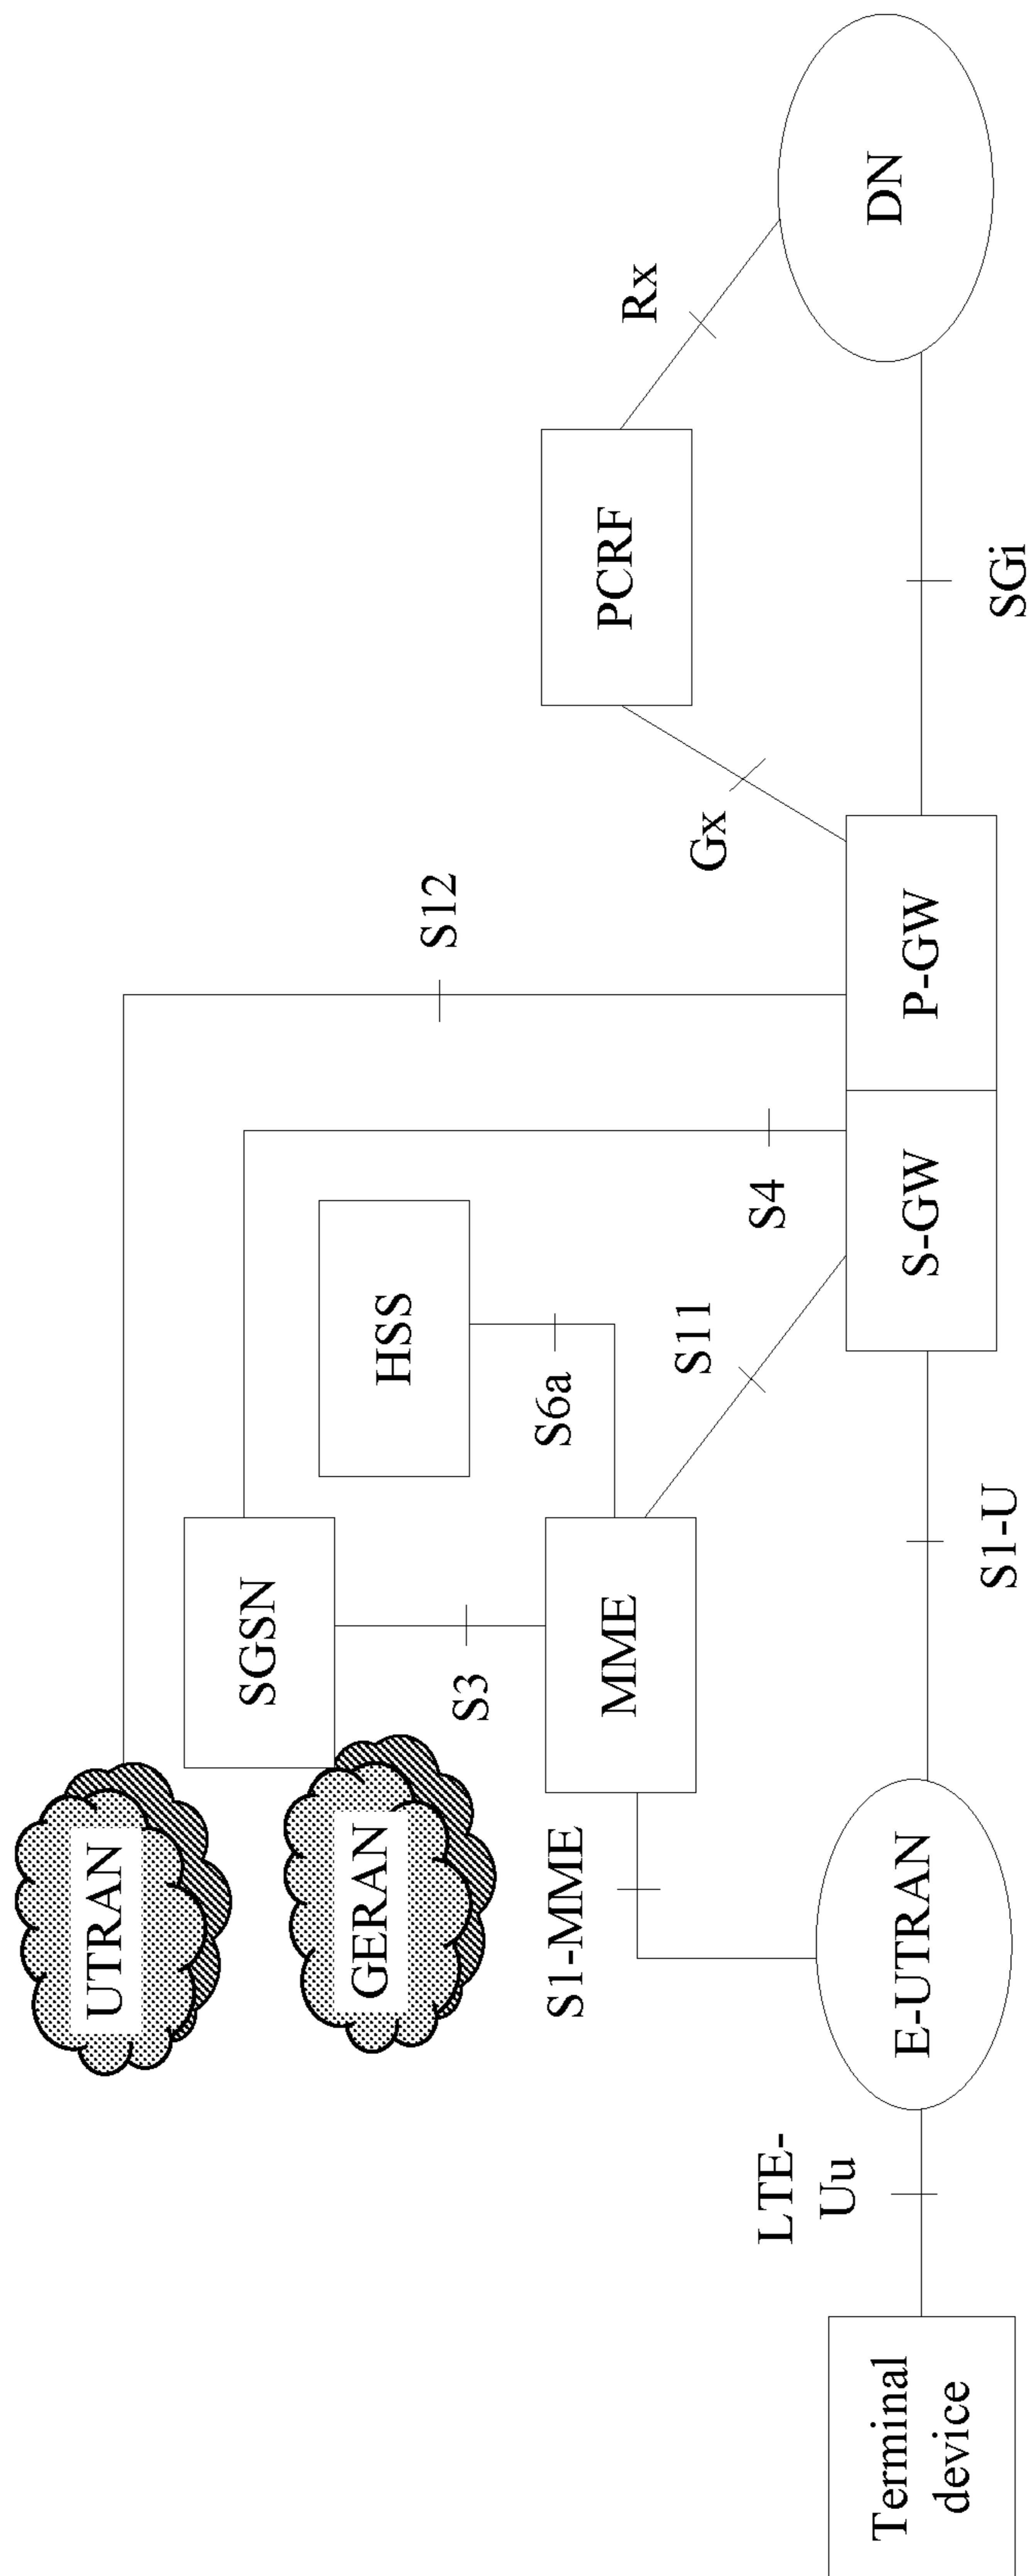 UTRAN
SGSN
GERAN
HSS
S12
S3
S6a
S4
PCRF
Rx
Gx
S1-MME
MME
S11
LTE-
Uu
Terminal
device
E-UTRAN
S-GW
P-GW
DN
S1-U
SGi